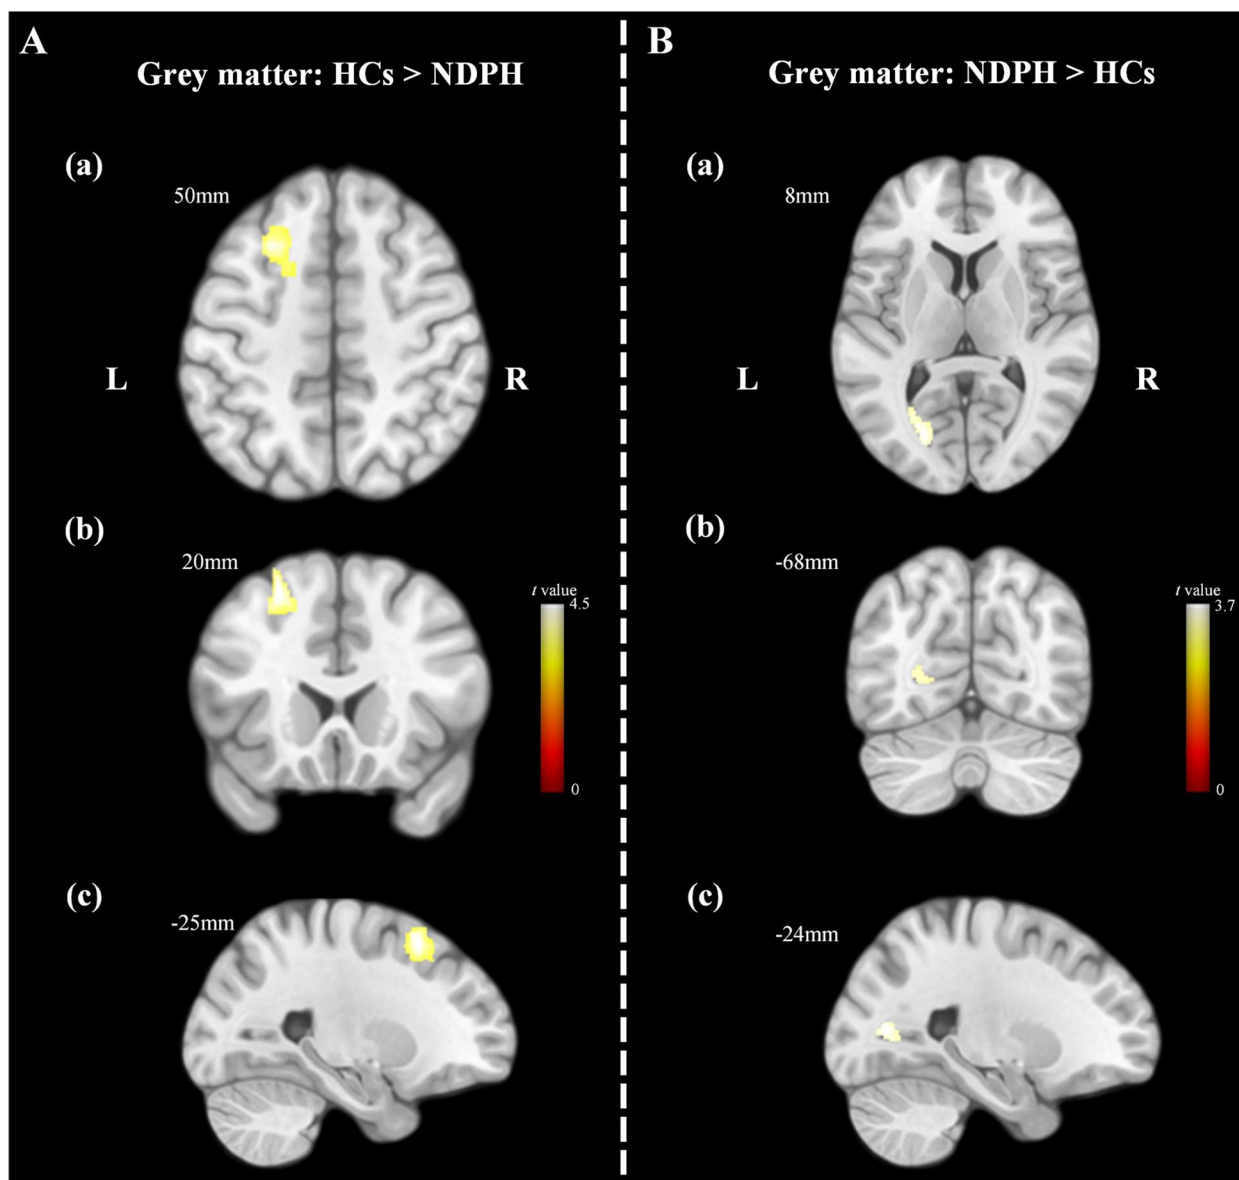 A
Grey matter: HCs > NDPH
(a)
50mm
L
R
(b)
20mm
t value
4.5
0
(c)
-25mm
B
Grey matter: NDPH > HCs
(a)
8mm
L
R
(b)
-68mm
t value
3.7
0
(c)
-24mm